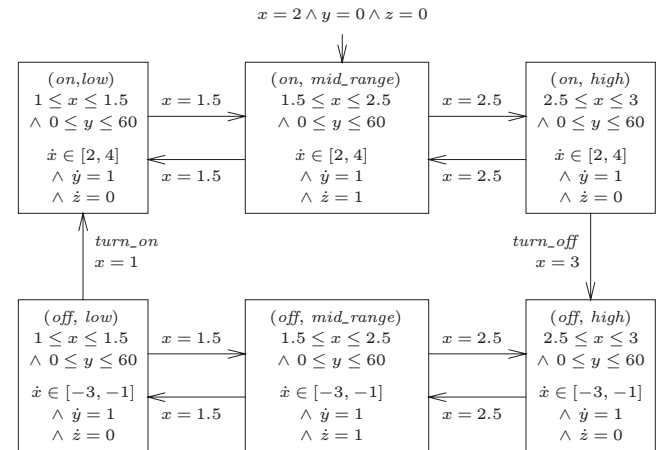 x = 2 ∧ y = 0 ∧ z = 0
(on,low)
1 ≤ x ≤ 1.5
∧ 0 ≤ y ≤ 60
ẋ ∈ [2, 4]
∧ ẏ = 1
∧ ż = 0
x = 1.5
x = 1.5
(on, mid_range)
1.5 ≤ x ≤ 2.5
∧ 0 ≤ y ≤ 60
ẋ ∈ [2, 4]
∧ ẏ = 1
∧ ż = 1
x = 2.5
x = 2.5
(on, high)
2.5 ≤ x ≤ 3
∧ 0 ≤ y ≤ 60
ẋ ∈ [2, 4]
∧ ẏ = 1
∧ ż = 0
turn_on
x = 1
turn_off
x = 3
(off, low)
1 ≤ x ≤ 1.5
∧ 0 ≤ y ≤ 60
ẋ ∈ [−3, −1]
∧ ẏ = 1
∧ ż = 0
x = 1.5
x = 1.5
(off, mid_range)
1.5 ≤ x ≤ 2.5
∧ 0 ≤ y ≤ 60
ẋ ∈ [−3, −1]
∧ ẏ = 1
∧ ż = 1
x = 2.5
x = 2.5
(off, high)
2.5 ≤ x ≤ 3
∧ 0 ≤ y ≤ 60
ẋ ∈ [−3, −1]
∧ ẏ = 1
∧ ż = 0